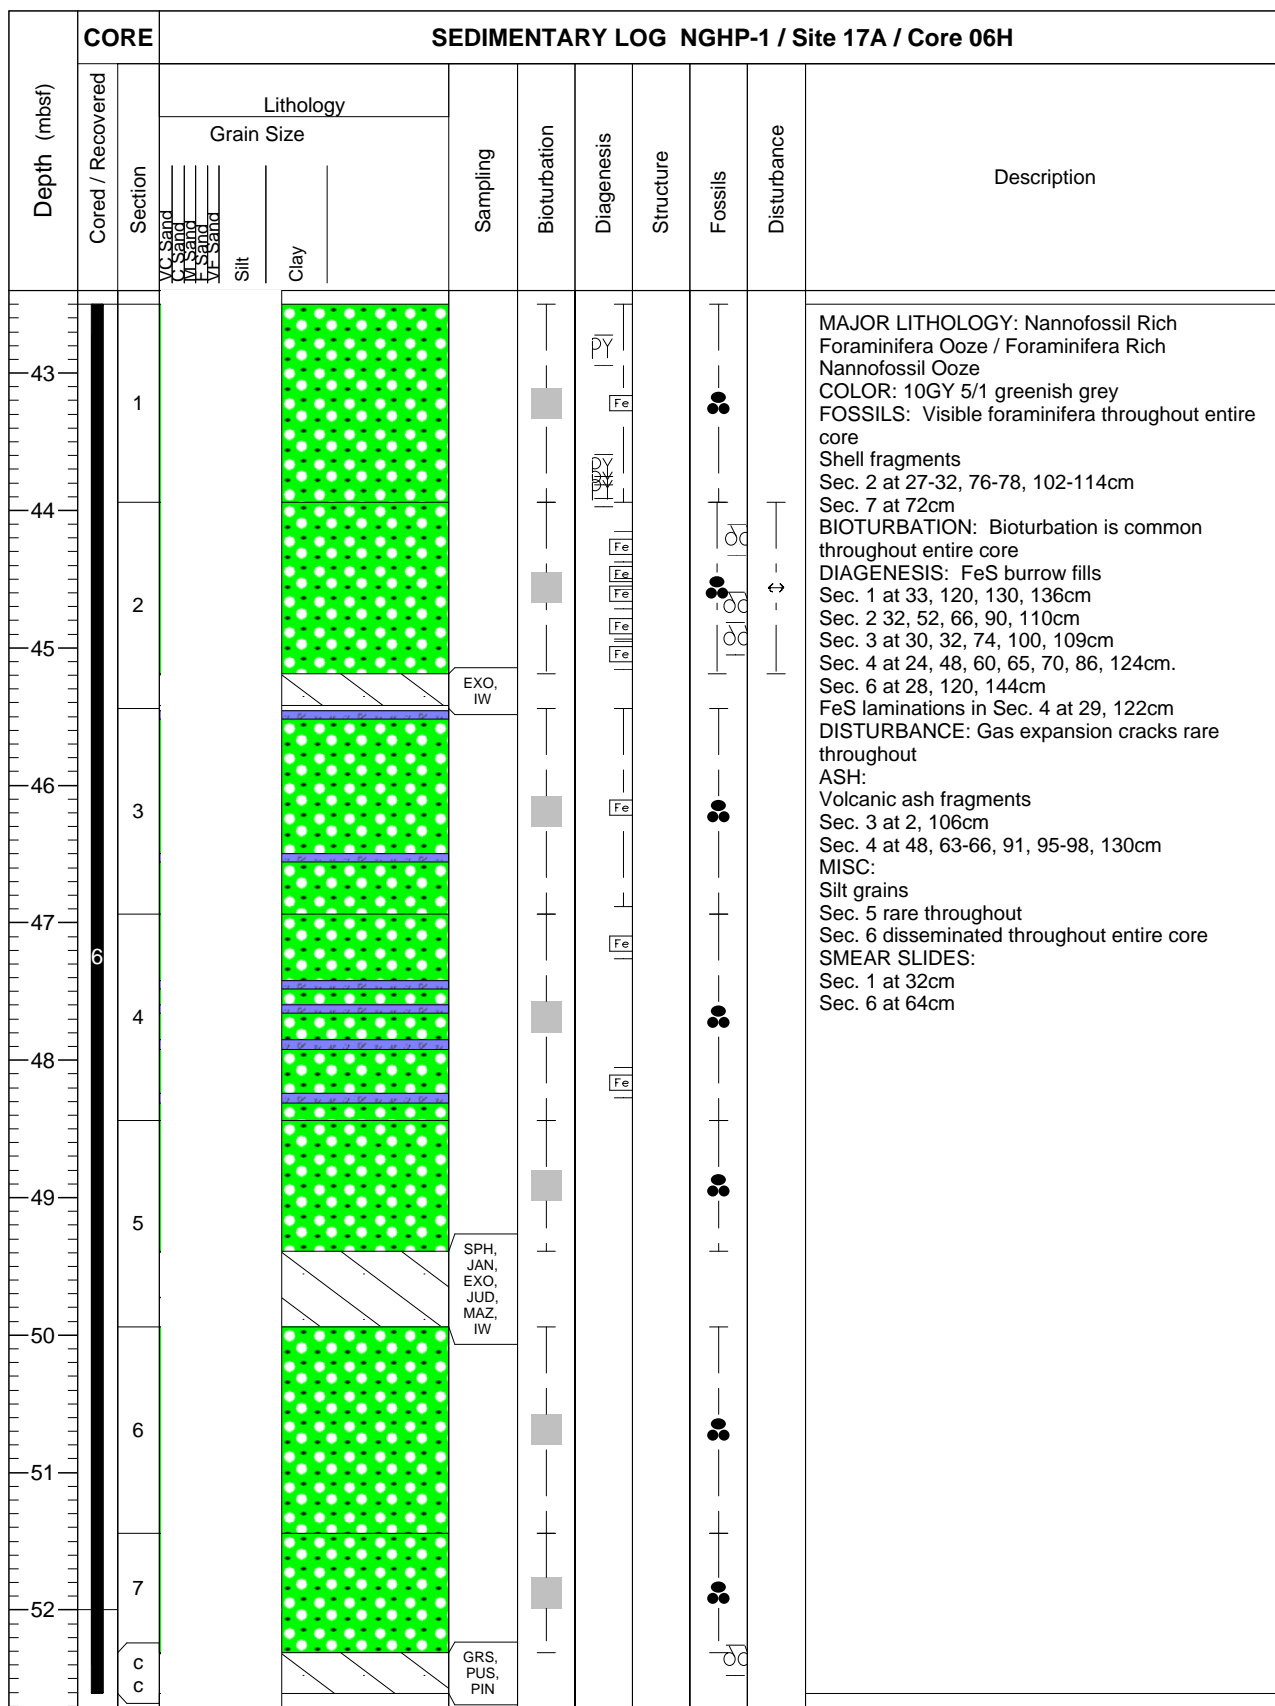 CORE
SEDIMENTARY LOG NGHP-1 / Site 17A / Core 06H
Depth (mbsf)
Cored / Recovered
Section
Lithology
Grain Size
VC Sand
C Sand
M Sand
F Sand
VF Sand
Silt
Clay
Sampling
Bioturbation
Diagenesis
Structure
Fossils
Disturbance
Description
MAJOR LITHOLOGY: Nannofossil Rich
Foraminifera Ooze / Foraminifera Rich
Nannofossil Ooze
COLOR: 10GY 5/1 greenish grey
FOSSILS: Visible foraminifera throughout entire
core
Shell fragments
Sec. 2 at 27-32, 76-78, 102-114cm
Sec. 7 at 72cm
BIOTURBATION: Bioturbation is common
throughout entire core
DIAGENESIS: FeS burrow fills
Sec. 1 at 33, 120, 130, 136cm
Sec. 2 32, 52, 66, 90, 110cm
Sec. 3 at 30, 32, 74, 100, 109cm
Sec. 4 at 24, 48, 60, 65, 70, 86, 124cm.
Sec. 6 at 28, 120, 144cm
FeS laminations in Sec. 4 at 29, 122cm
DISTURBANCE: Gas expansion cracks rare
throughout
ASH:
Volcanic ash fragments
Sec. 3 at 2, 106cm
Sec. 4 at 48, 63-66, 91, 95-98, 130cm
MISC:
Silt grains
Sec. 5 rare throughout
Sec. 6 disseminated throughout entire core
SMEAR SLIDES:
Sec. 1 at 32cm
Sec. 6 at 64cm
43
44
45
46
47
48
49
50
51
52
6
1
2
3
4
5
6
7
C
C
EXO,
IW
SPH,
JAN,
EXO,
JUD,
MAZ,
IW
GRS,
PUS,
PIN
PY
Fe
PY
PY
Fe
Fe
Fe
Fe
Fe
Fe
Fe
Fe